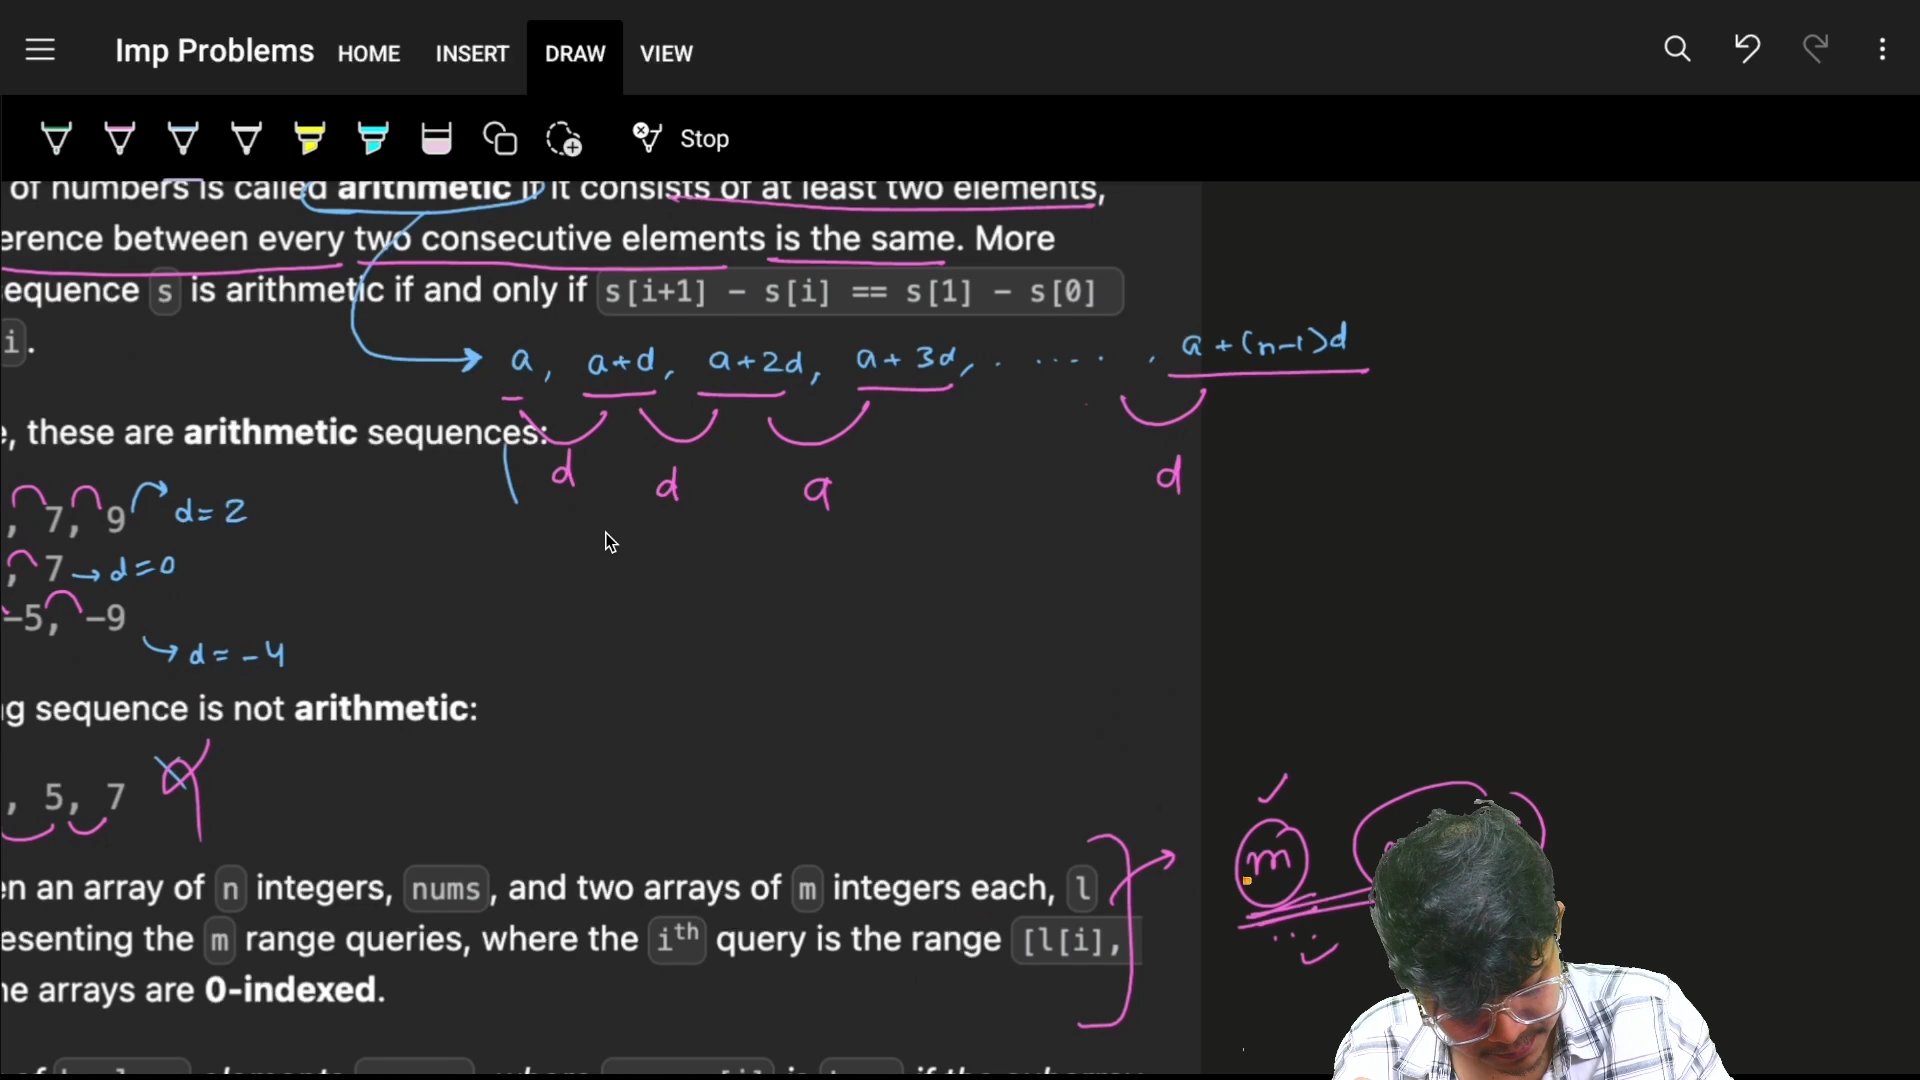 Imp Problems HOME INSERT DRAW VIEW
Stop
of numbers is called arithmetic if it consists of at least two elements,
erence between every two consecutive elements is the same. More
equence s is arithmetic if and only if s[i+1] - s[i] == s[1] - s[0]
i.
a, a+d, a+2d, a+3d, . .... . a+(n-1)d
e, these are arithmetic sequences:
d d d
, 7, 9 d=2
, 7 → d=0
-5, -9
d = -4
g sequence is not arithmetic:
, 5, 7
m
en an array of n integers, nums, and two arrays of m integers each, l
esenting the m range queries, where the ith query is the range [l[i],
he arrays are 0-indexed.